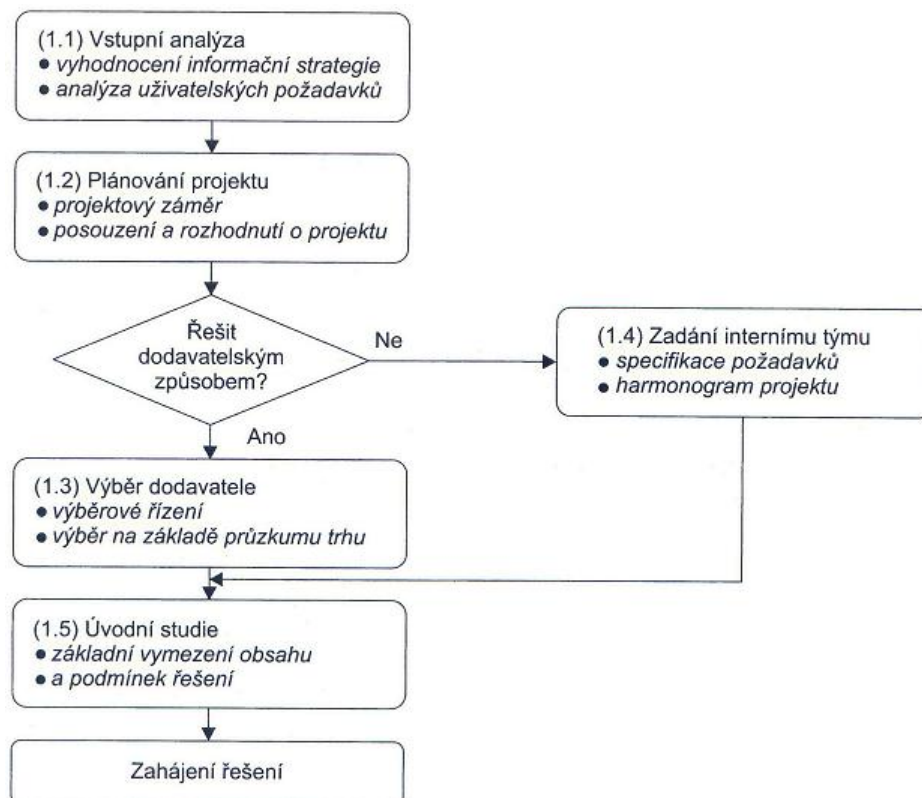 (1.1) Vstupní analýza
● vyhodnocení informační strategie
● analýza uživatelských požadavků
(1.2) Plánování projektu
● projektový záměr
● posouzení a rozhodnutí o projektu
Řešit
dodavatelským
způsobem?
Ne
(1.4) Zadání internímu týmu
● specifikace požadavků
● harmonogram projektu
Ano
(1.3) Výběr dodavatele
● výběrové řízení
● výběr na základě průzkumu trhu
(1.5) Úvodní studie
● základní vymezení obsahu
● a podmínek řešení
Zahájení řešení